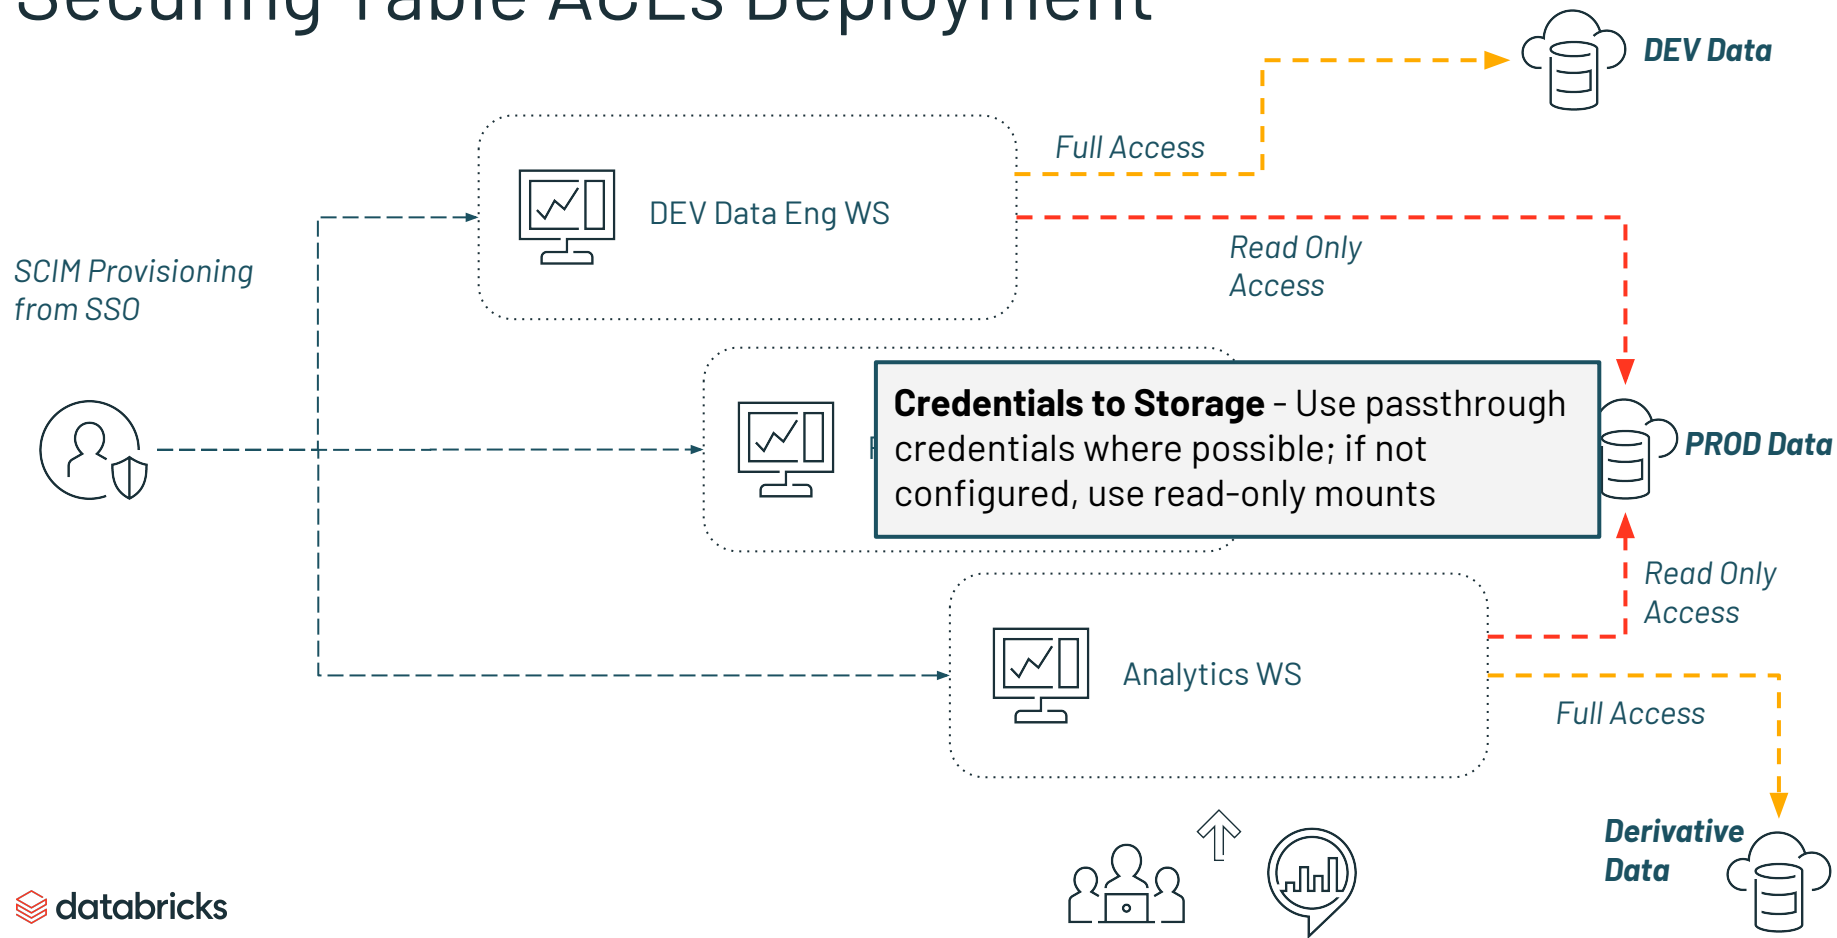 Securing Table ACLs Deployment
DEV Data
Full Access
DEV Data Eng WS
Read Only
Access
SCIM Provisioning
from SSO
Credentials to Storage - Use passthrough
credentials where possible; if not
configured, use read-only mounts
PROD Data
Read Only
Access
Analytics WS
Full Access
Derivative
Data
databricks